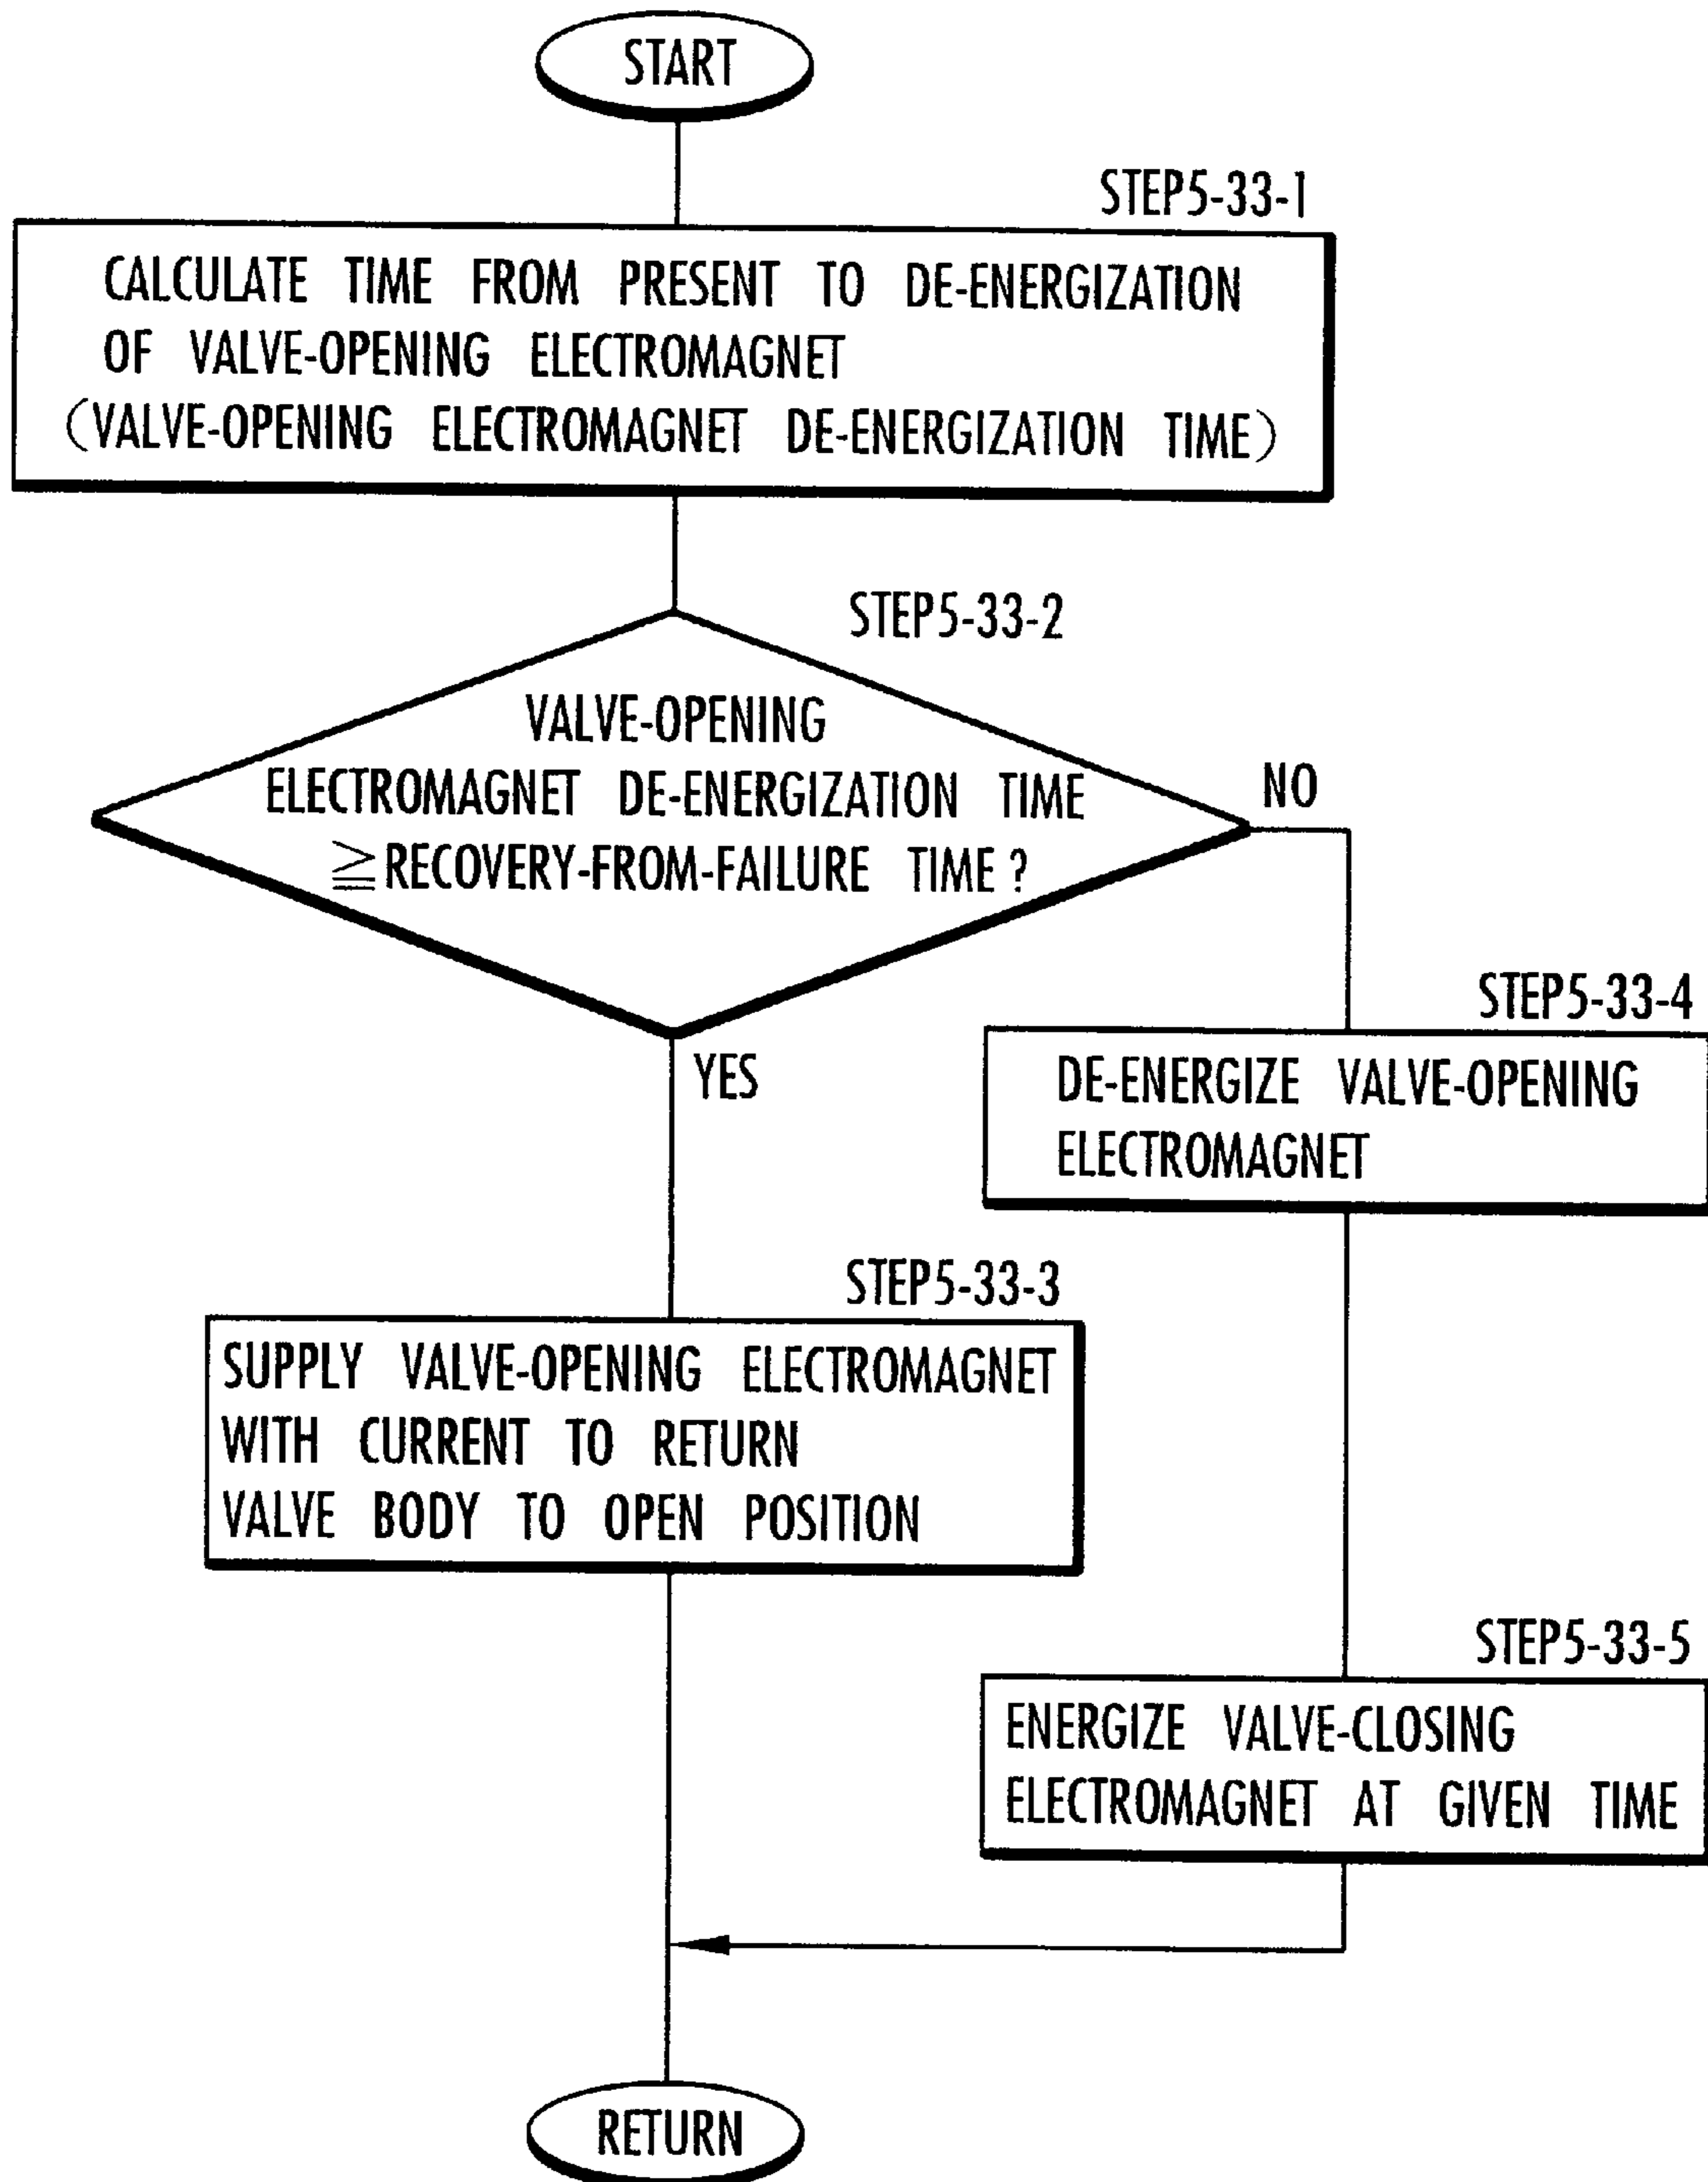 START
STEP5-33-1
CALCULATE TIME FROM PRESENT TO DE-ENERGIZATION
OF VALVE-OPENING ELECTROMAGNET
(VALVE-OPENING ELECTROMAGNET DE-ENERGIZATION TIME)
STEP5-33-2
VALVE-OPENING
ELECTROMAGNET DE-ENERGIZATION TIME
≧RECOVERY-FROM-FAILURE TIME?
NO
YES
STEP5-33-4
DE-ENERGIZE VALVE-OPENING
ELECTROMAGNET
STEP5-33-3
SUPPLY VALVE-OPENING ELECTROMAGNET
WITH CURRENT TO RETURN
VALVE BODY TO OPEN POSITION
STEP5-33-5
ENERGIZE VALVE-CLOSING
ELECTROMAGNET AT GIVEN TIME
RETURN